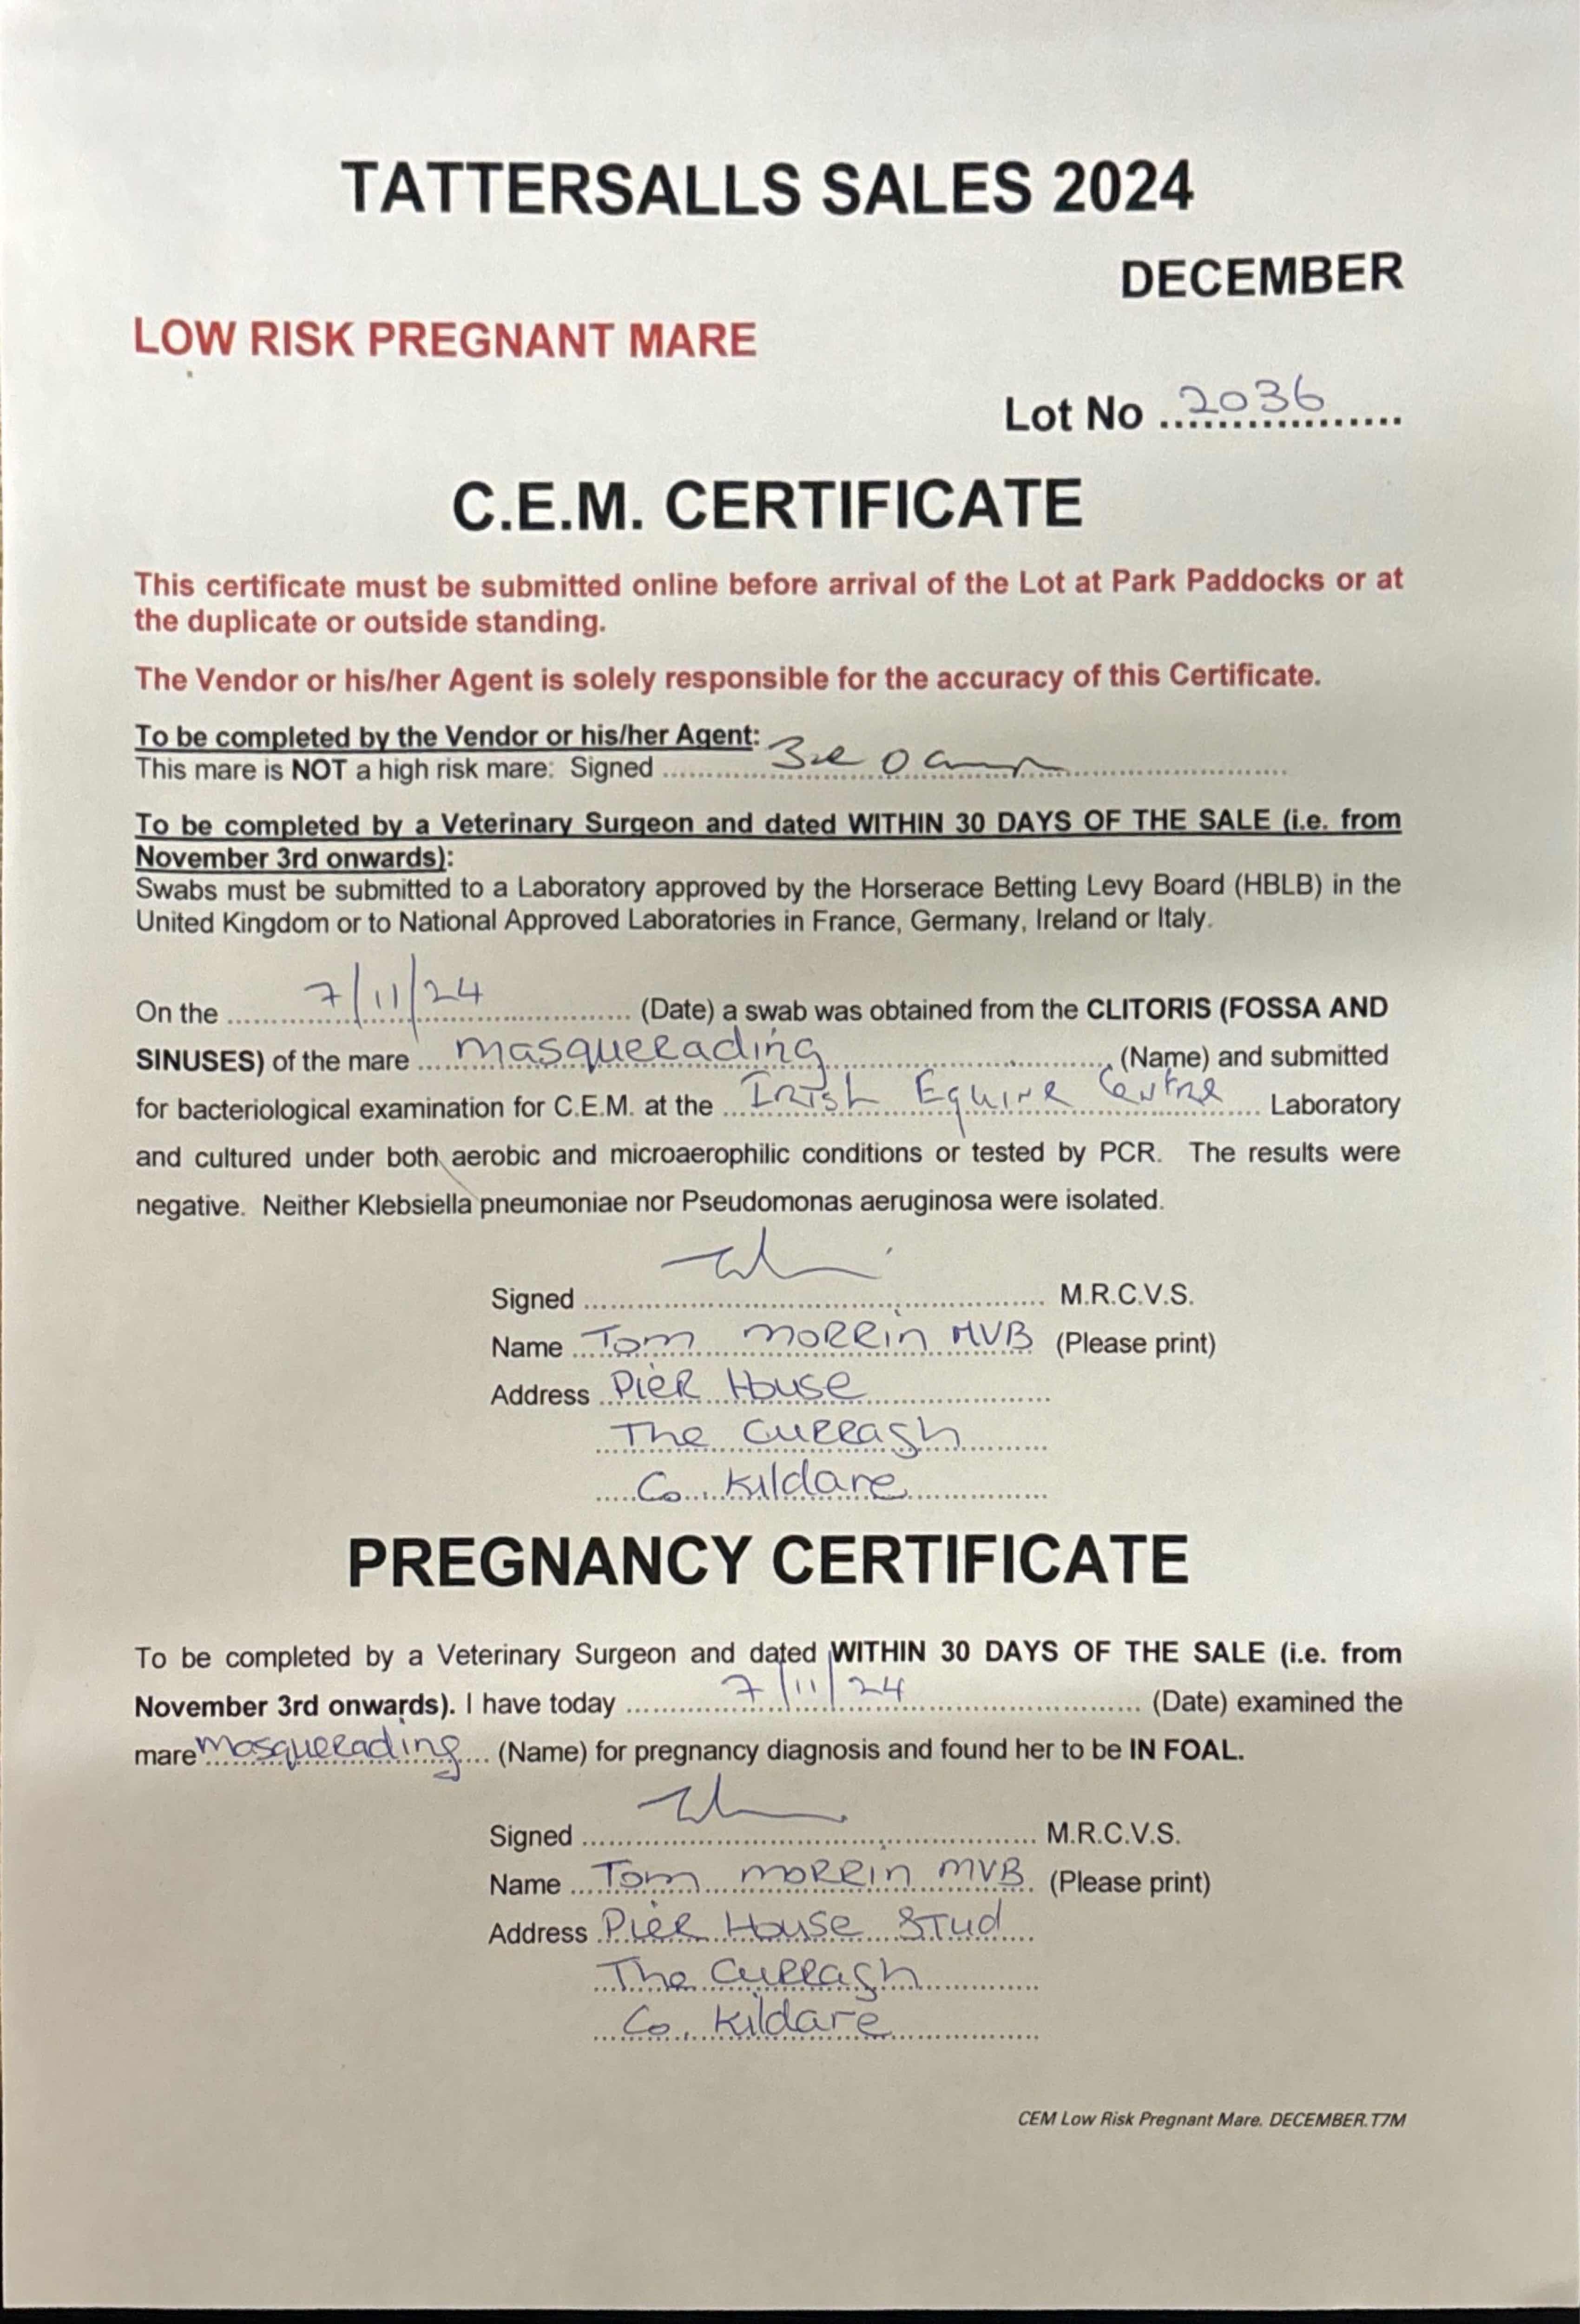 TATTERSALLS SALES 2024
DECEMBER
LOW RISK PREGNANT MARE
Lot No 2036
C.E.M. CERTIFICATE
This certificate must be submitted online before arrival of the Lot at Park Paddocks or at
the duplicate or outside standing.
The Vendor or his/her Agent is solely responsible for the accuracy of this Certificate.
To be completed by the Vendor or his/her Agent:
This mare is NOT a high risk mare: Signed
To be completed by a Veterinary Surgeon and dated WITHIN 30 DAYS OF THE SALE (i.e. from
November 3rd onwards):
Swabs must be submitted to a Laboratory approved by the Horserace Betting Levy Board (HBLB) in the
United Kingdom or to National Approved Laboratories in France, Germany, Ireland or Italy.
On the 7/11/24 (Date) a swab was obtained from the CLITORIS (FOSSA AND
SINUSES) of the mare Masquerading (Name) and submitted
for bacteriological examination for C.E.M. at the Irish Equine Centre Laboratory
and cultured under both aerobic and microaerophilic conditions or tested by PCR. The results were
negative. Neither Klebsiella pneumoniae nor Pseudomonas aeruginosa were isolated.
Signed M.R.C.V.S.
Name Tom Morrin MVB (Please print)
Address Pier House
The Curragh
Co. Kildare
PREGNANCY CERTIFICATE
To be completed by a Veterinary Surgeon and dated WITHIN 30 DAYS OF THE SALE (i.e. from
November 3rd onwards). I have today 7/11/24 (Date) examined the
mare Masquerading (Name) for pregnancy diagnosis and found her to be IN FOAL.
Signed M.R.C.V.S.
Name Tom Morrin MVB (Please print)
Address Pier House Stud
The Curragh
Co. Kildare
CEM Low Risk Pregnant Mare. DECEMBER.T7M